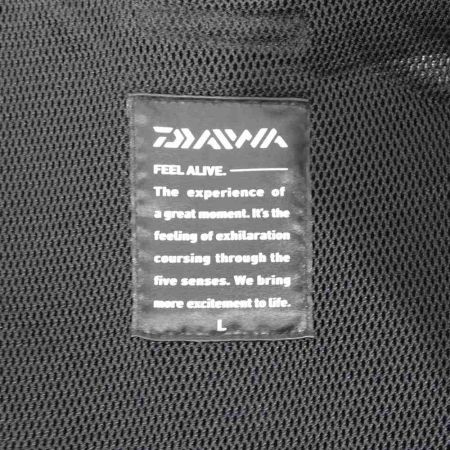 DAIWA
FEEL ALIVE.
The experience of
a great moment. It's the
feeling of exhilaration
coursing through the
five senses. We bring
more excitement to life.
L